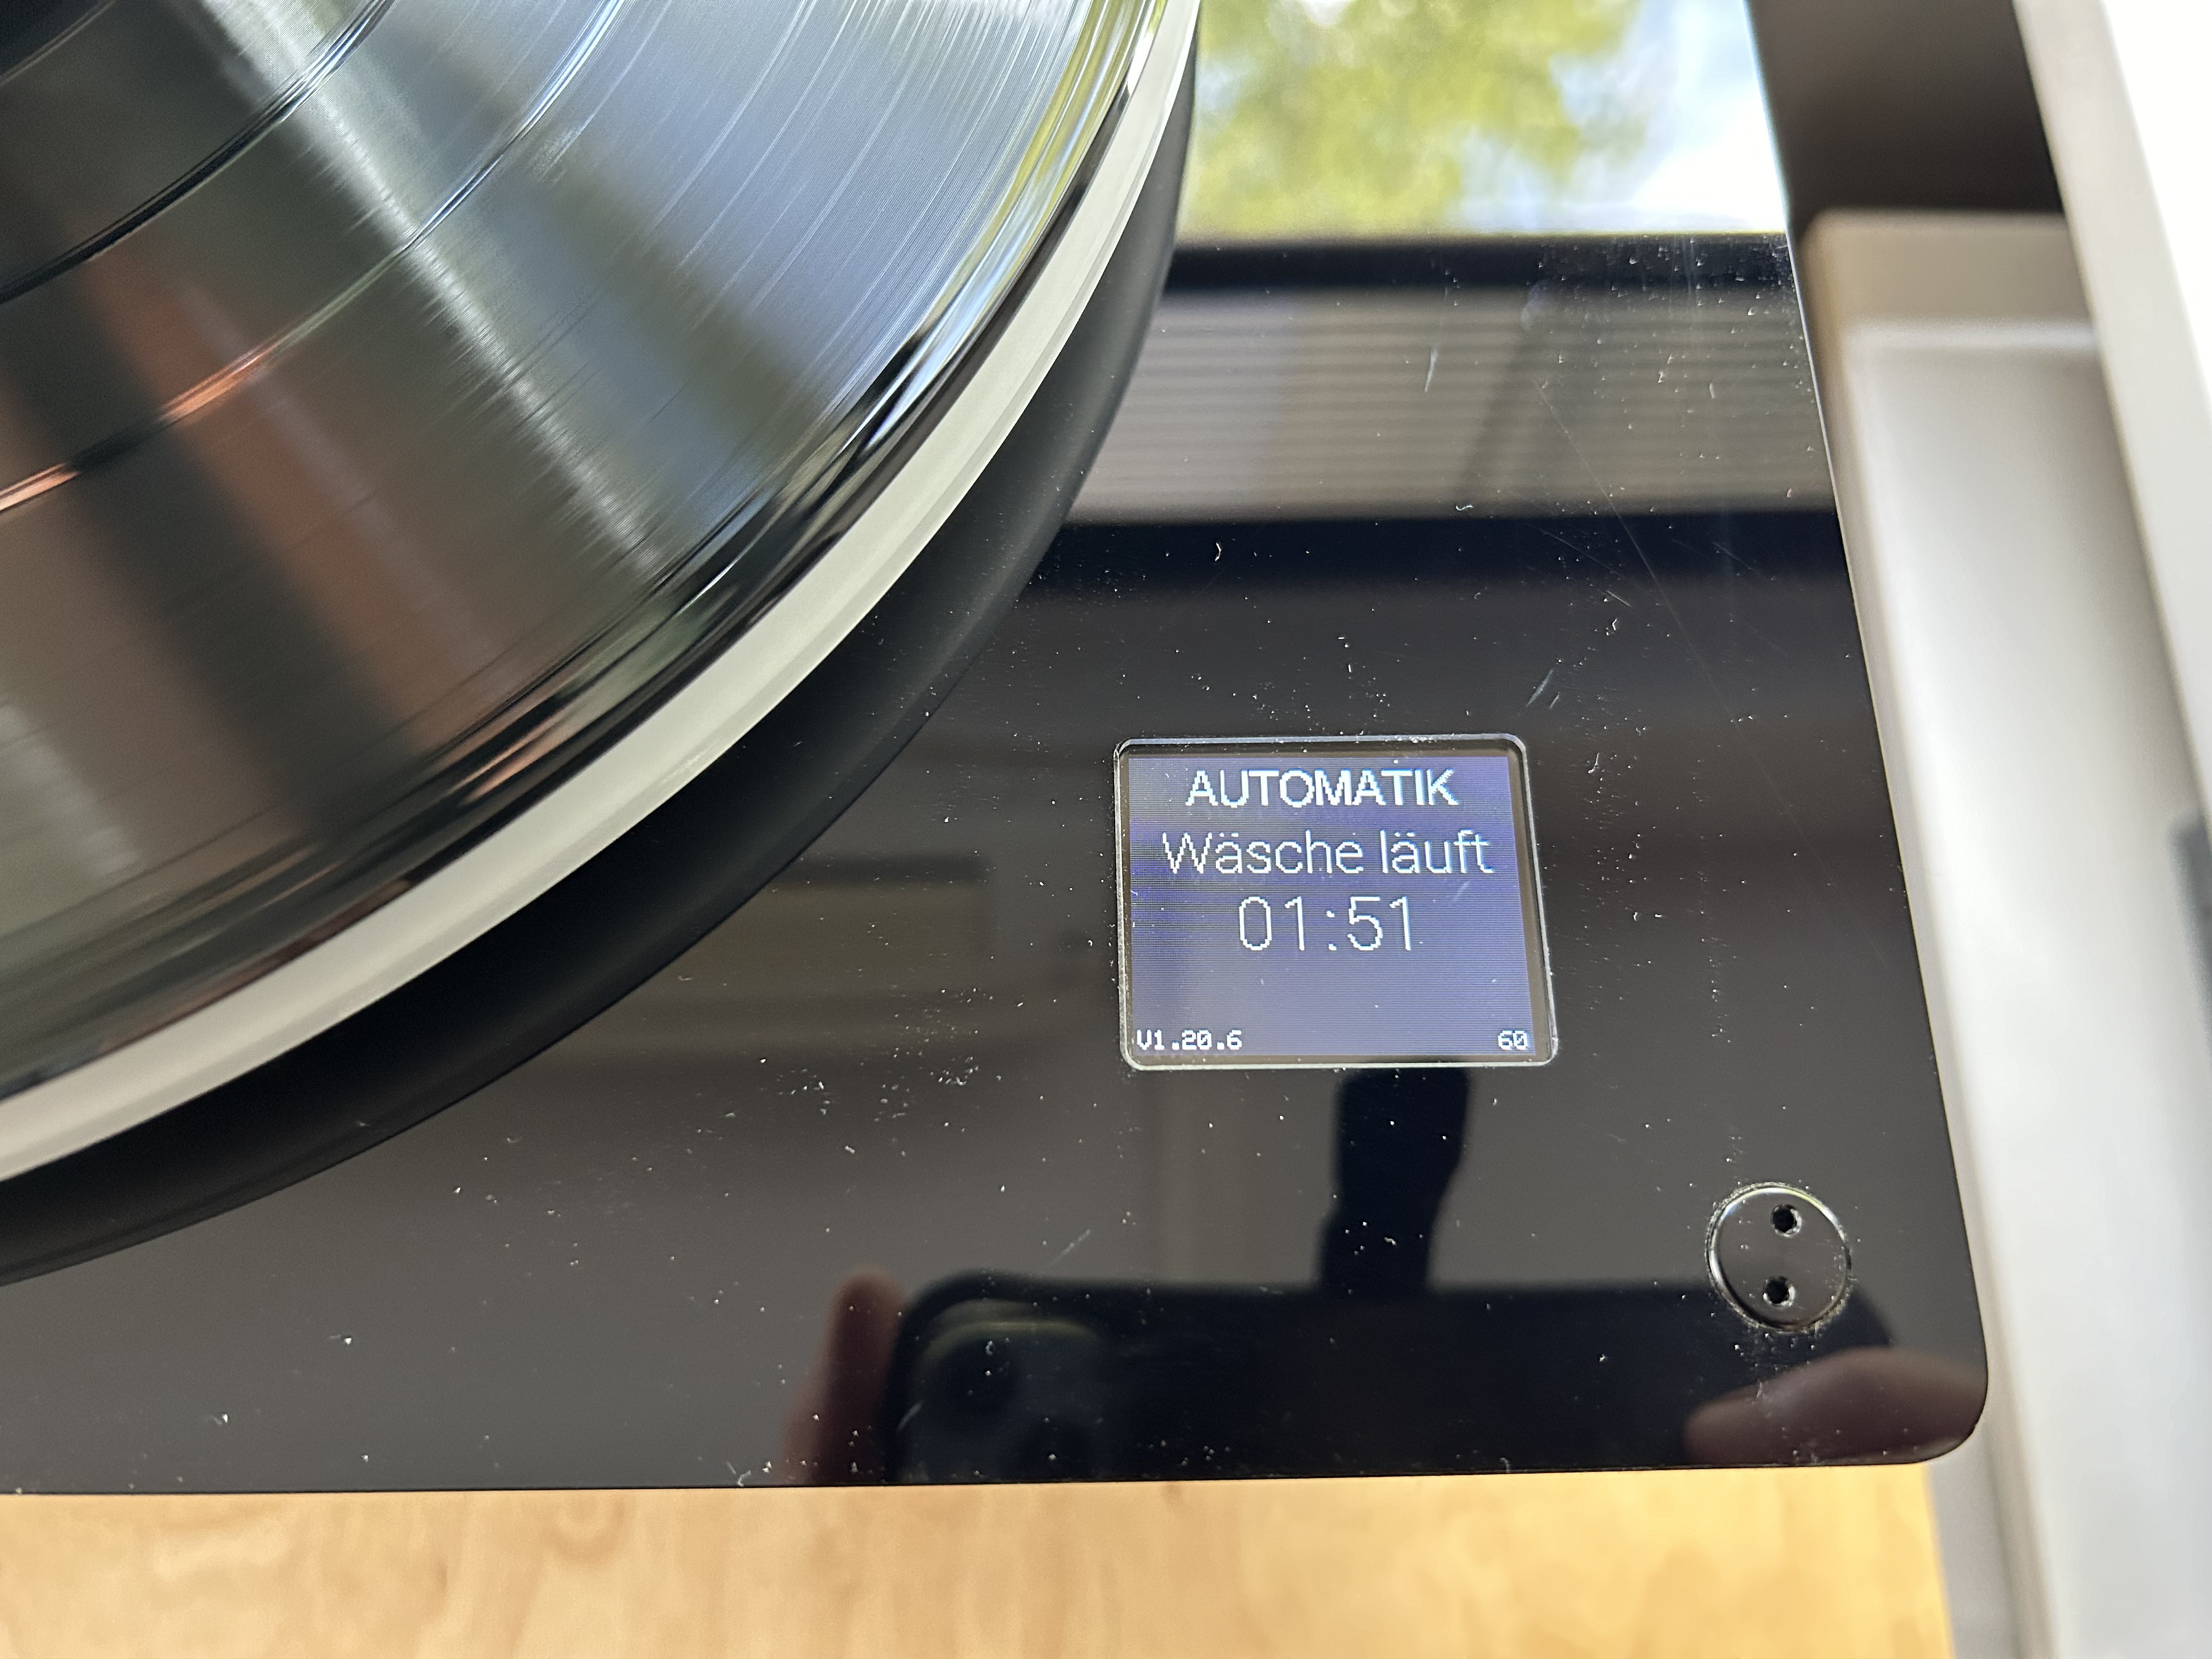 AUTOMATIK
Wäsche läuft
01:51
V1.20.6 60